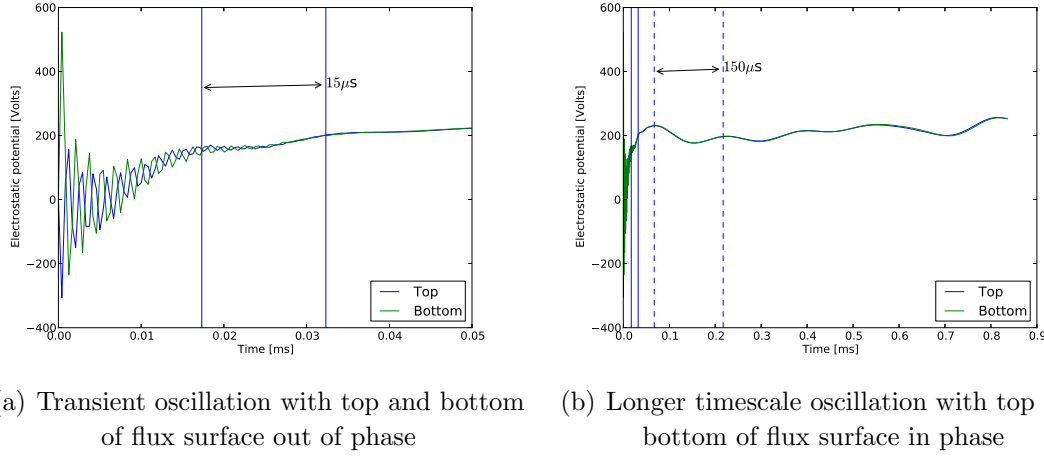 600
400
200
0
−200
−400
0.00
0.01
0.02
0.03
0.04
0.05
Time [ms]
Electrostatic potential [Volts]
15μs
Top
Bottom
600
400
200
0
−200
−400
0.0
0.1
0.2
0.3
0.4
0.5
0.6
0.7
0.8
0.9
Time [ms]
Electrostatic potential [Volts]
150μs
Top
Bottom
a) Transient oscillation with top and bottom
of flux surface out of phase
(b) Longer timescale oscillation with top
bottom of flux surface in phase